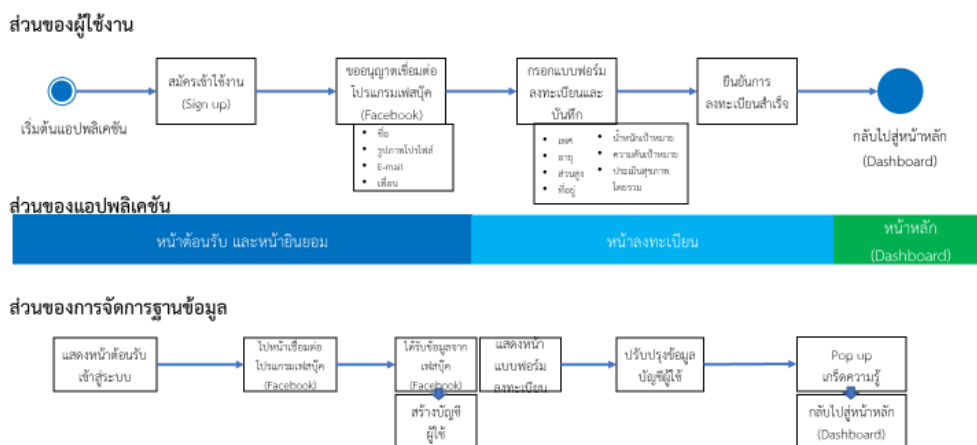 ส่วนของผู้ใช้งาน
สมัครเข้าใช้งาน
(Sign up)
ขออนุญาตเชื่อมต่อ
โปรแกรมเฟสบุ๊ค
(Facebook)
• ชื่อ
• รูปภาพโปรไฟล์
• E-mail
• เพื่อน
กรอกแบบฟอร์ม
ลงทะเบียนและ
บันทึก
• เพศ
• อายุ
• ส่วนสูง
• ที่อยู่
• น้ำหนักเป้าหมาย
• ความดันเป้าหมาย
• ประเมินสุขภาพ
โดยรวม
ยืนยันการ
ลงทะเบียนสำเร็จ
เริ่มต้นแอปพลิเคชัน
กลับไปสู่หน้าหลัก
(Dashboard)
ส่วนของแอปพลิเคชัน
หน้าต้อนรับ และหน้ายินยอม
หน้าลงทะเบียน
หน้าหลัก
(Dashboard)
ส่วนของการจัดการฐานข้อมูล
แสดงหน้าต้อนรับ
เข้าสู่ระบบ
ไปหน้าเชื่อมต่อ
โปรแกรมเฟสบุ๊ค
(Facebook)
ได้รับข้อมูลจาก
เฟสบุ๊ค
(Facebook)
สร้างบัญชี
ผู้ใช้
แสดงหน้า
แบบฟอร์ม
ลงทะเบียน
ปรับปรุงข้อมูล
บัญชีผู้ใช้
Pop up
เกร็ดความรู้
กลับไปสู่หน้าหลัก
(Dashboard)